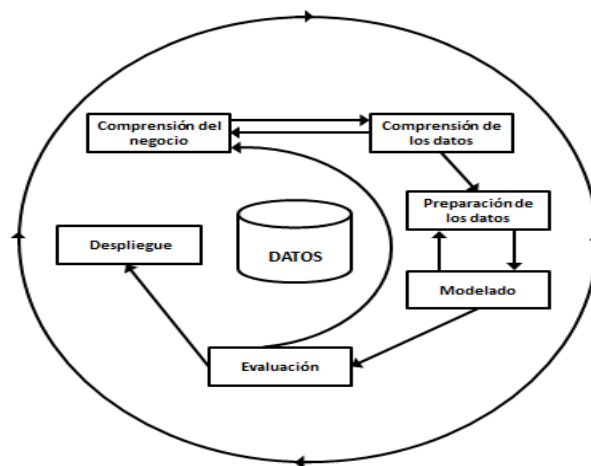 Comprensión del
negocio
Comprensión de
los datos
Preparación de
los datos
Despliegue
DATOS
Modelado
Evaluación